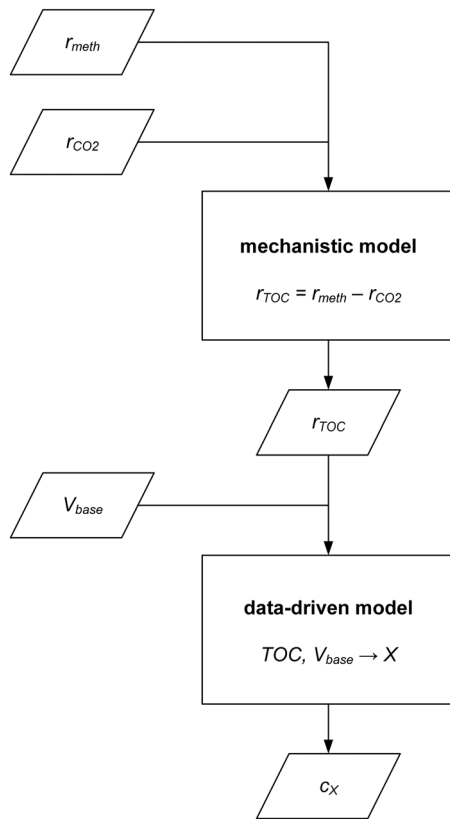 r_meth
r_CO2
mechanistic model
r_TOC = r_meth – r_CO2
r_TOC
V_base
data-driven model
TOC, V_base → X
c_X